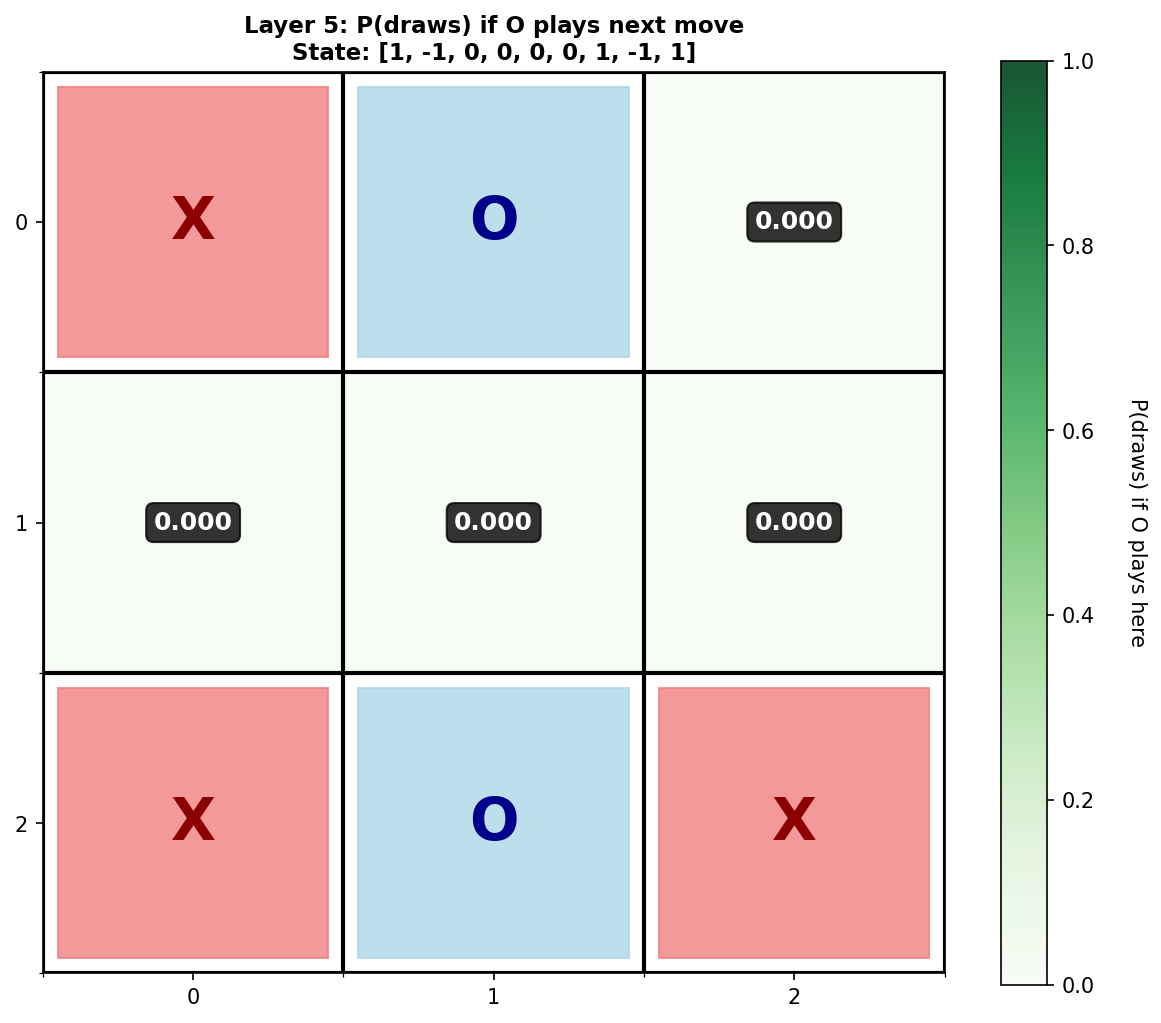 Layer 5: P(draws) if O plays next move
State: [1, -1, 0, 0, 0, 0, 1, -1, 1]
0
X
O
0.000
1
0.000
0.000
0.000
2
X
O
X
0
1
2
1.0
0.8
0.6
0.4
0.2
0.0
P(draws) if O plays here